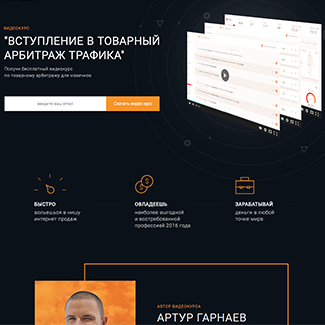 ВИДЕОКУРС
"ВСТУПЛЕНИЕ В ТОВАРНЫЙ
АРБИТРАЖ ТРАФИКА"
Получи бесплатный видеокурс
по товарному арбитражу для новичков
введите ваш email
Скачать видео курс
БЫСТРО
вольешься в нишу
интернет продаж
ОВЛАДЕЕШЬ
наиболее выгодной
и востребованной
профессией 2016 года
ЗАРАБАТЫВАЙ
деньги в любой
точке мира
АВТОР ВИДЕОКУРСА
АРТУР ГАРНАЕВ